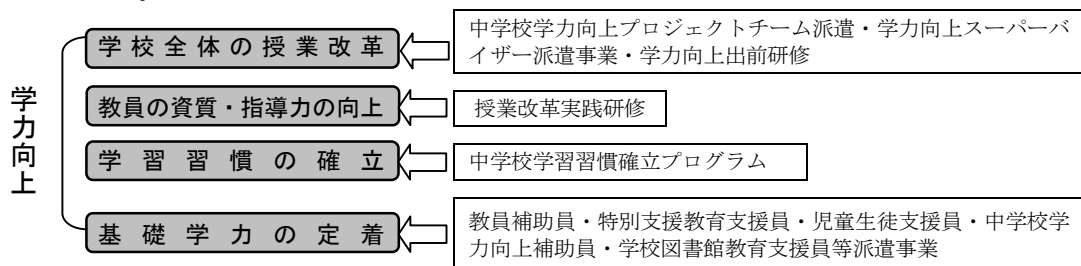 学力向上
学校全体の授業改革
中学校学力向上プロジェクトチーム派遣・学力向上スーパーバ
イザー派遣事業・学力向上出前研修
教員の資質・指導力の向上
授業改革実践研修
学習習慣の確立
中学校学習習慣確立プログラム
基礎学力の定着
教員補助員・特別支援教育支援員・児童生徒支援員・中学校学
力向上補助員・学校図書館教育支援員等派遣事業